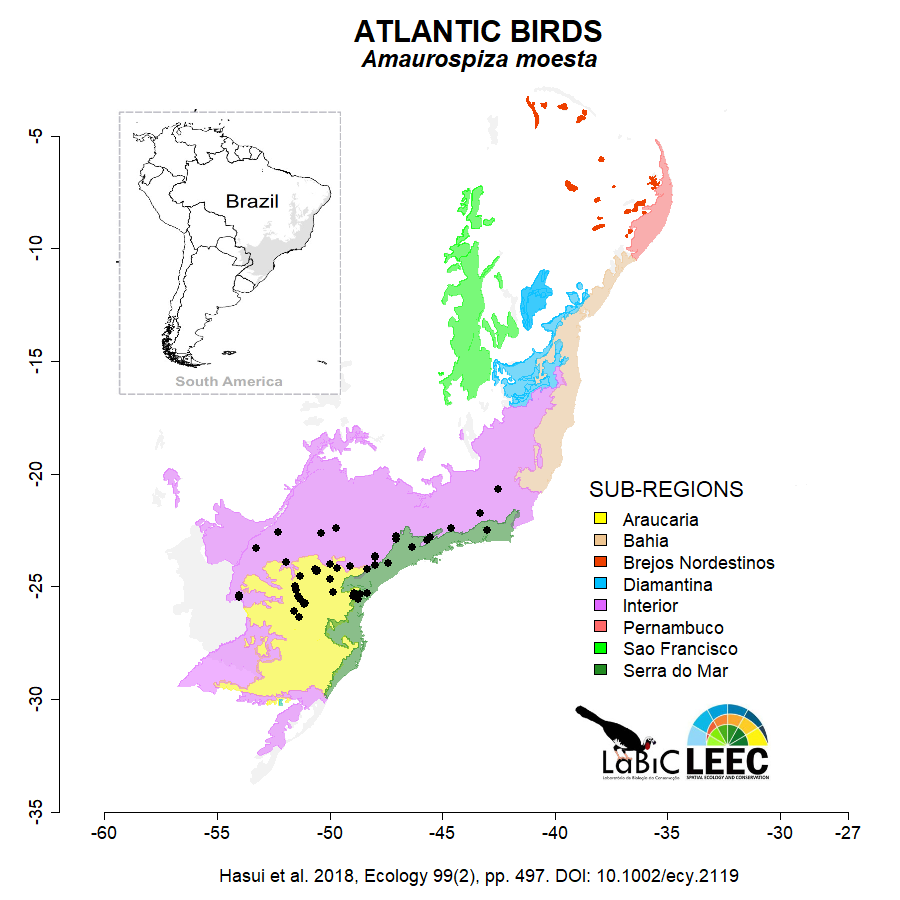 ATLANTIC BIRDS
Amaurospiza moesta
Brazil
South America
-5
-10
-15
-20
-25
-30
-35
-60
-55
-50
-45
-40
-35
-30
-27
SUB-REGIONS
Araucaria
Bahia
Brejos Nordestinos
Diamantina
Interior
Pernambuco
Sao Francisco
Serra do Mar
LaBiC
Laboratório de Biologia da Conservação
LEEC
SPATIAL ECOLOGY AND CONSERVATION
Hasui et al. 2018, Ecology 99(2), pp. 497. DOI: 10.1002/ecy.2119